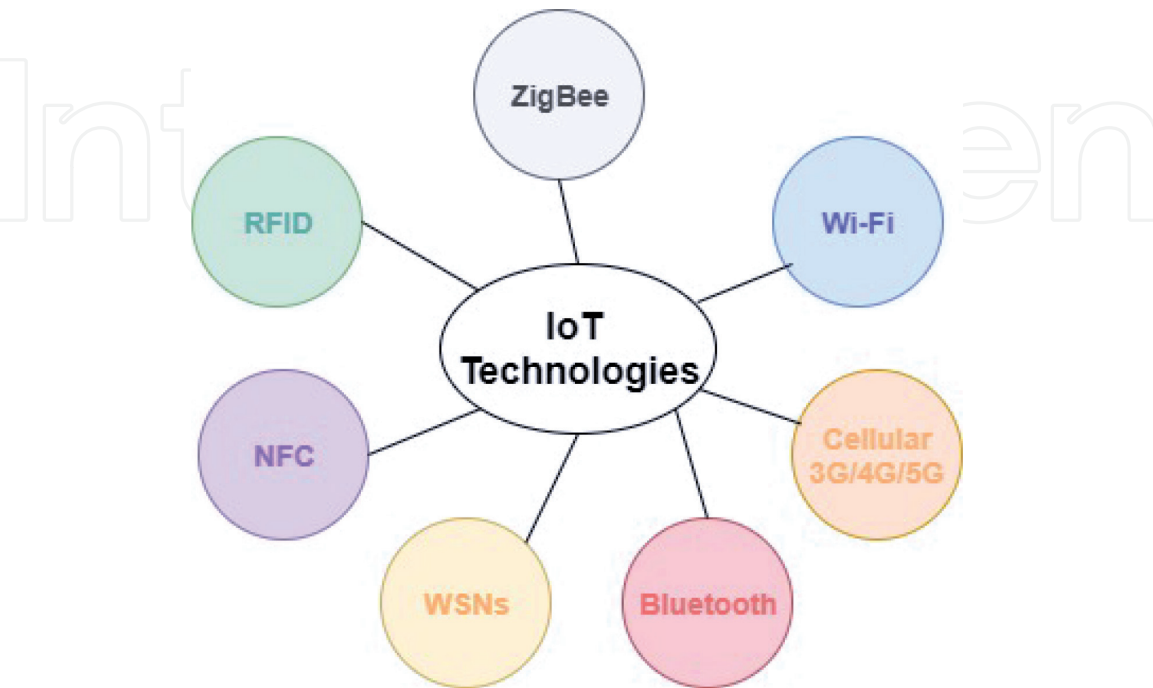 ZigBee
RFID
Wi-Fi
IoT
Technologies
NFC
Cellular
3G/4G/5G
WSNs
Bluetooth